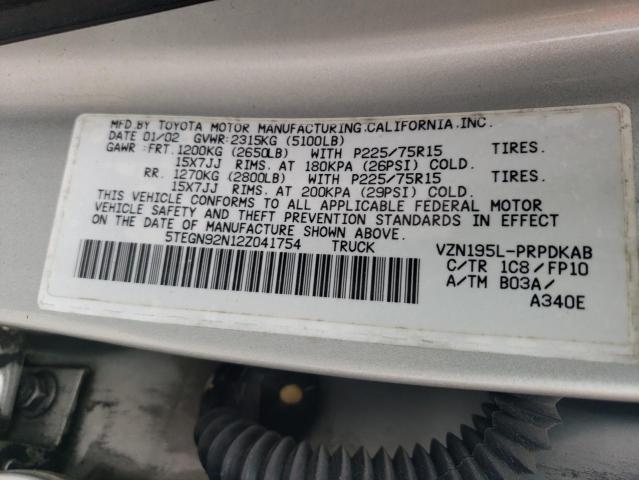 MFD.BY TOYOTA MOTOR MANUFACTURING,CALIFORNIA,INC.
DATE 01/02 GVWR:2315KG (5100LB)
GAWR: FRT.1200KG (2650LB) WITH P225/75R15 TIRES.
15X7JJ RIMS. AT 180KPA (26PSI) COLD.
RR. 1270KG (2800LB) WITH P225/75R15 TIRES.
15X7JJ RIMS. AT 200KPA (29PSI) COLD.
THIS VEHICLE CONFORMS TO ALL APPLICABLE FEDERAL MOTOR
VEHICLE SAFETY AND THEFT PREVENTION STANDARDS IN EFFECT
ON THE DATE OF MANUFACTURE SHOWN ABOVE.
5TEGN92N12Z041754 TRUCK VZN195L-PRPDKAB
C/TR 1C8/FP10
A/TM B03A/
A340E